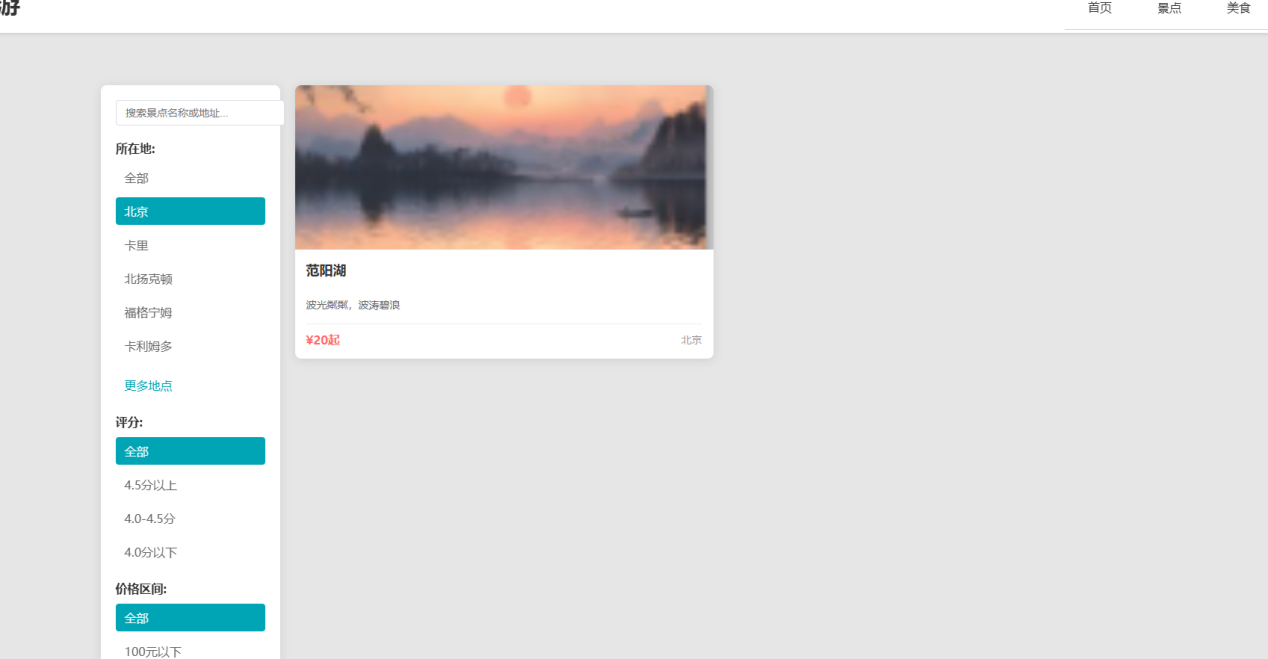 游
首页
景点
美食
搜索景点名称或地址...
所在地:
全部
北京
卡里
北扬克顿
福格宁姆
卡利姆多
更多地点
评分:
全部
4.5分以上
4.0-4.5分
4.0分以下
价格区间:
全部
100元以下
范阳湖
波光粼粼，波涛碧浪
¥20起
北京